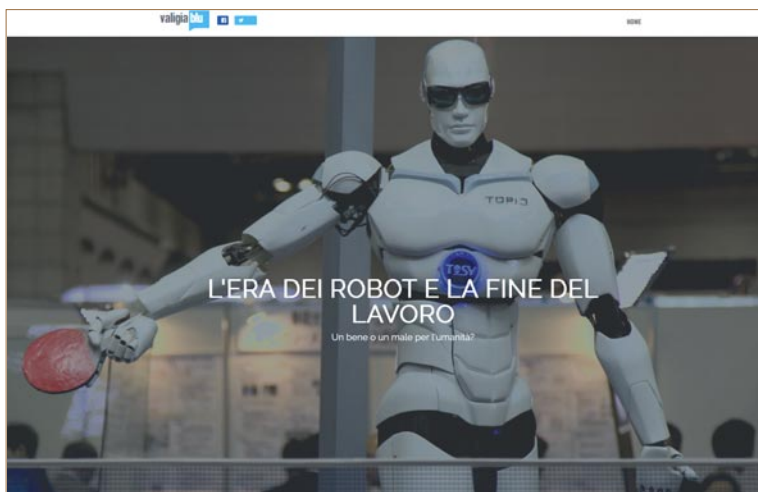 valigia blu
HOME
TOPIO
TOSY
L'ERA DEI ROBOT E LA FINE DEL
LAVORO
Un bene o un male per l'umanità?